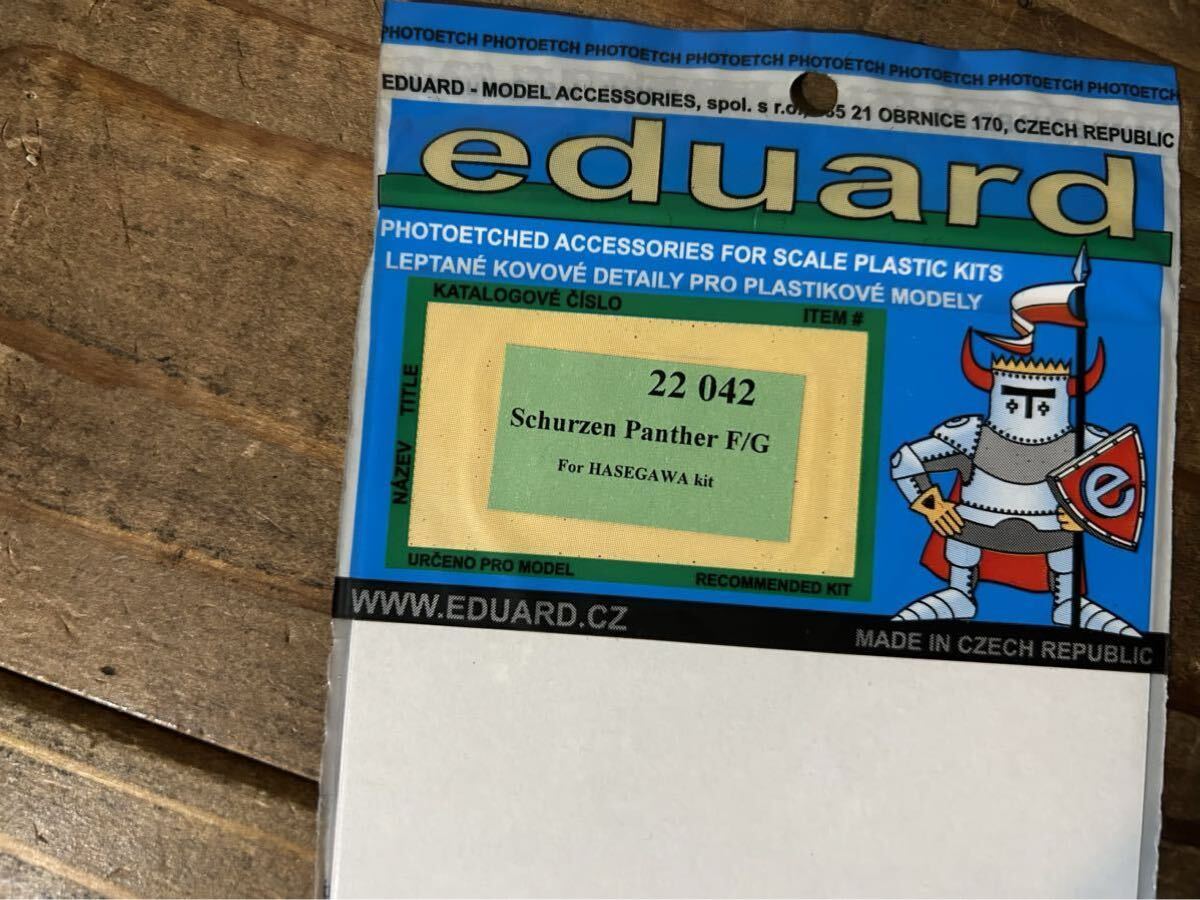 PHOTOETCH PHOTOETCH PHOTOETCH PHOTOETCH PHOTOETCH PHOTOETCH PHOTOETCH PHOTOETCH
EDUARD - MODEL ACCESSORIES, spol. s r.o., 21 OBRNICE 170, CZECH REPUBLIC
eduard
PHOTOETCHED ACCESSORIES FOR SCALE PLASTIC KITS
LEPTANÉ KOVOVÉ DETAILY PRO PLASTIKOVÉ MODELY
KATALOGOVÉ ČÍSLO
ITEM #
NÁZEV TITLE
22 042
Schurzen Panther F/G
For HASEGAWA kit
e
URČENO PRO MODEL
RECOMMENDED KIT
WWW.EDUARD.CZ
MADE IN CZECH REPUBLIC